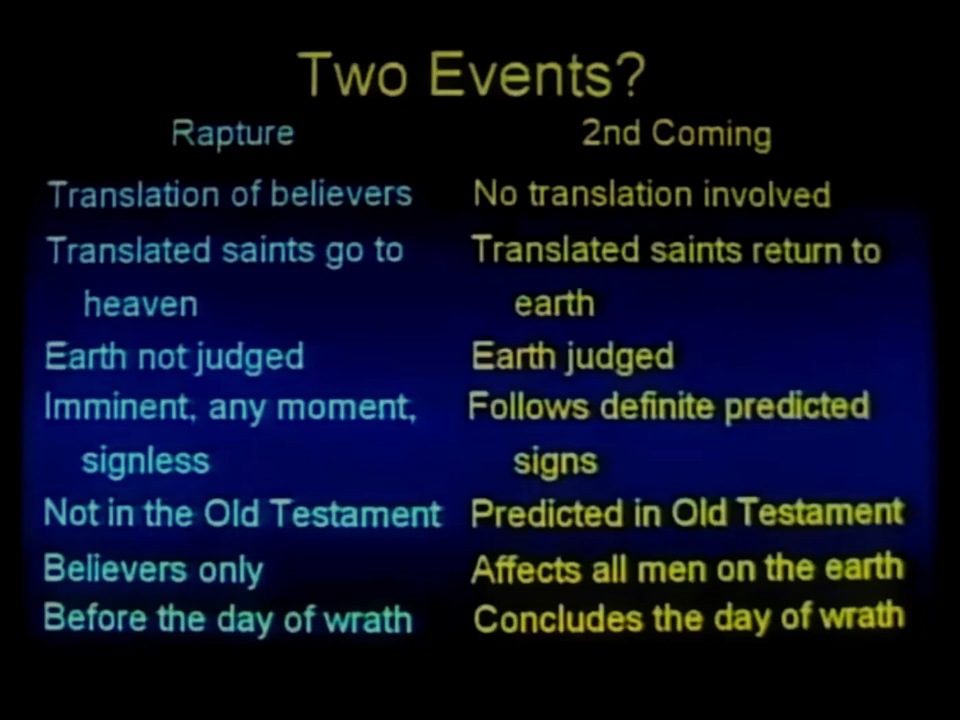 Two Events?
Rapture
2nd Coming
Translation of believers
No translation involved
Translated saints go to
heaven
Translated saints return to
earth
Earth not judged
Earth judged
Imminent, any moment,
signless
Follows definite predicted
signs
Not in the Old Testament
Predicted in Old Testament
Believers only
Affects all men on the earth
Before the day of wrath
Concludes the day of wrath